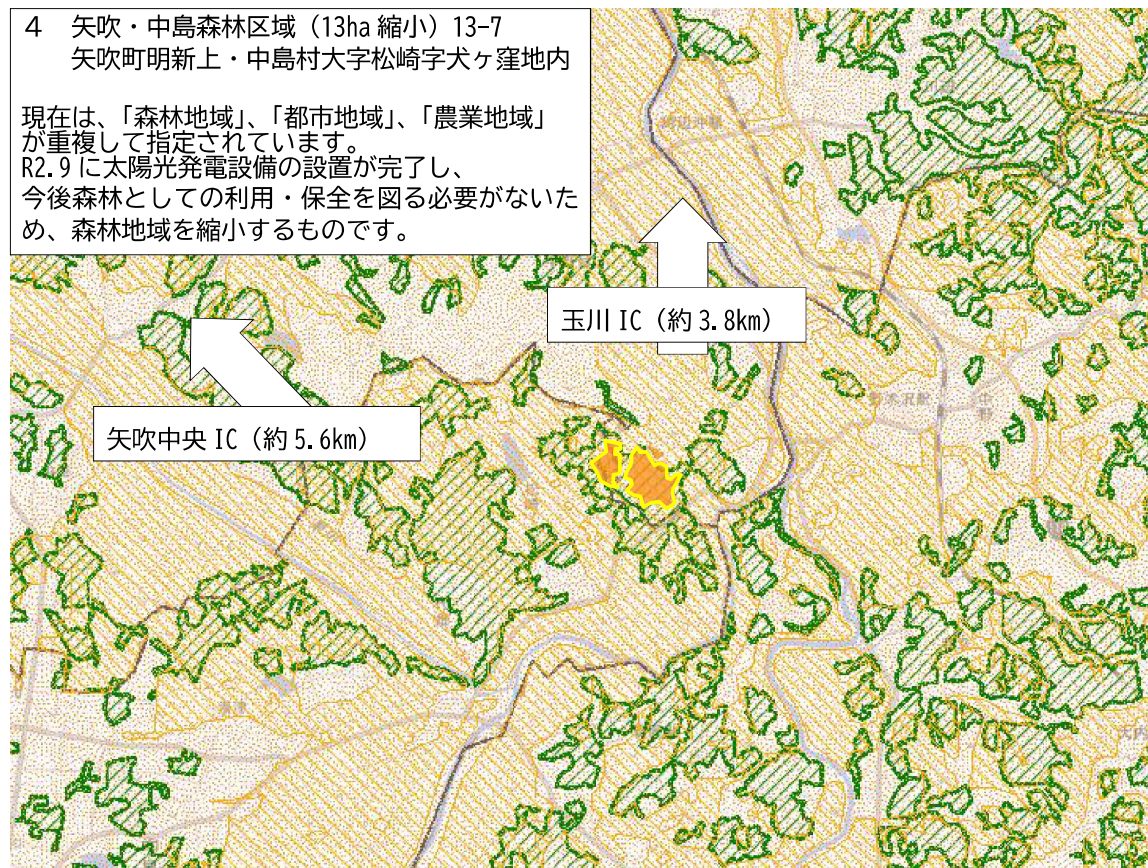 4 矢吹・中島森林区域（13ha 縮小）13-7
矢吹町明新上・中島村大字松崎字犬ヶ窪地内
現在は、「森林地域」、「都市地域」、「農業地域」
が重複して指定されています。
R2.9 に太陽光発電設備の設置が完了し、
今後森林としての利用・保全を図る必要がないた
め、森林地域を縮小するものです。
玉川 IC（約 3.8km）
矢吹中央 IC（約 5.6km）